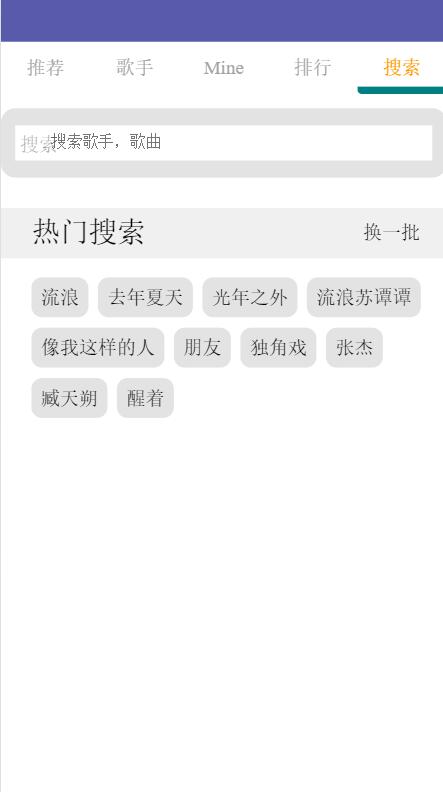 推荐 歌手 Mine 排行 搜索
搜索 搜索歌手，歌曲
热门搜索 换一批
流浪 去年夏天 光年之外 流浪苏谭谭
像我这样的人 朋友 独角戏 张杰
臧天朔 醒着